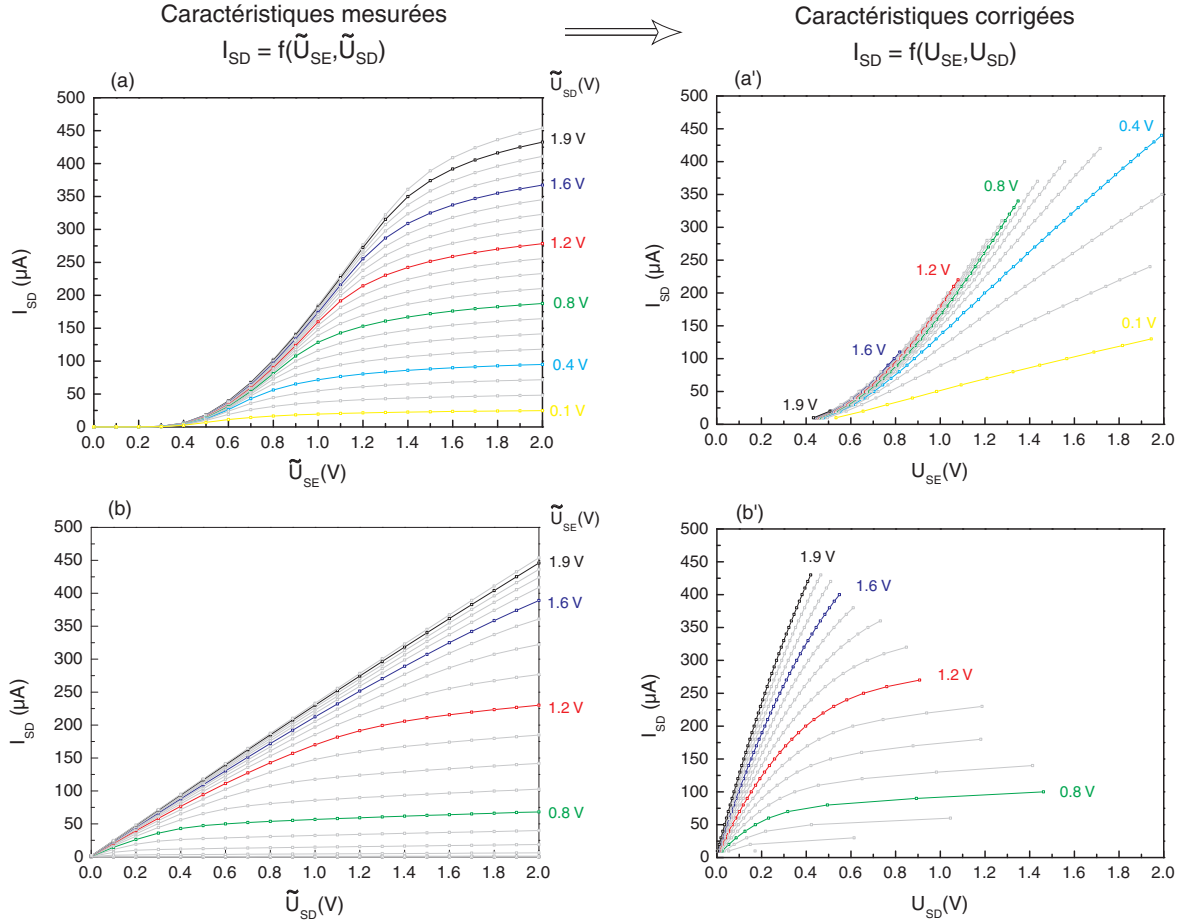 Caractéristiques mesurées
I_SD = f(Ũ_SE,Ũ_SD)
Caractéristiques corrigées
I_SD = f(U_SE,U_SD)
(a)
Ũ_SD(V)
500
450
400
350
300
250
200
150
100
50
0
I_SD (µA)
1.9 V
1.6 V
1.2 V
0.8 V
0.4 V
0.1 V
0.0 0.2 0.4 0.6 0.8 1.0 1.2 1.4 1.6 1.8 2.0
Ũ_SE(V)
(a')
500
450
400
350
300
250
200
150
100
50
0
I_SD (µA)
0.4 V
0.8 V
1.2 V
0.1 V
1.6 V
1.9 V
0.0 0.2 0.4 0.6 0.8 1.0 1.2 1.4 1.6 1.8 2.0
U_SE(V)
(b)
Ũ_SE(V)
500
450
400
350
300
250
200
150
100
50
0
I_SD (µA)
1.9 V
1.6 V
1.2 V
0.8 V
0.0 0.2 0.4 0.6 0.8 1.0 1.2 1.4 1.6 1.8 2.0
Ũ_SD(V)
(b')
500
450
400
350
300
250
200
150
100
50
0
I_SD (µA)
1.9 V
1.6 V
1.2 V
0.8 V
0.0 0.2 0.4 0.6 0.8 1.0 1.2 1.4 1.6 1.8 2.0
U_SD(V)